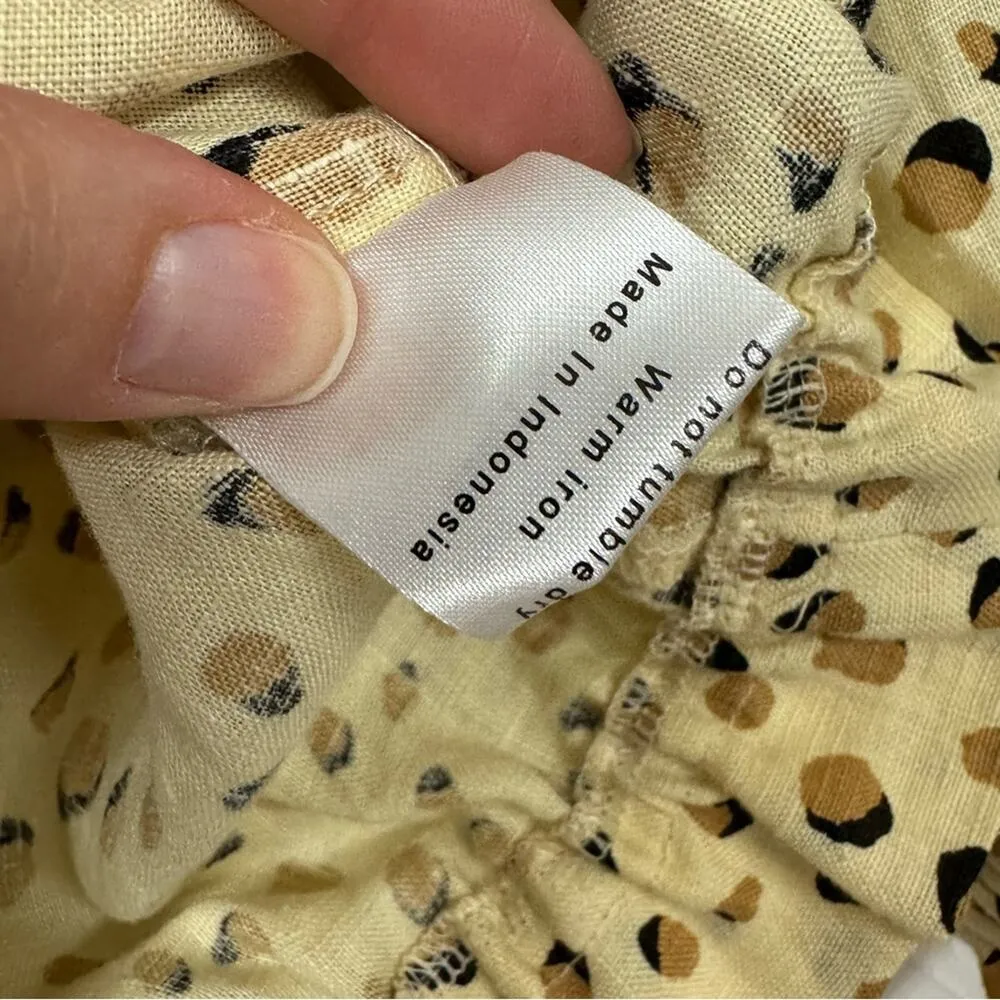 Do not tumble dry
Warm iron
Made In Indonesia